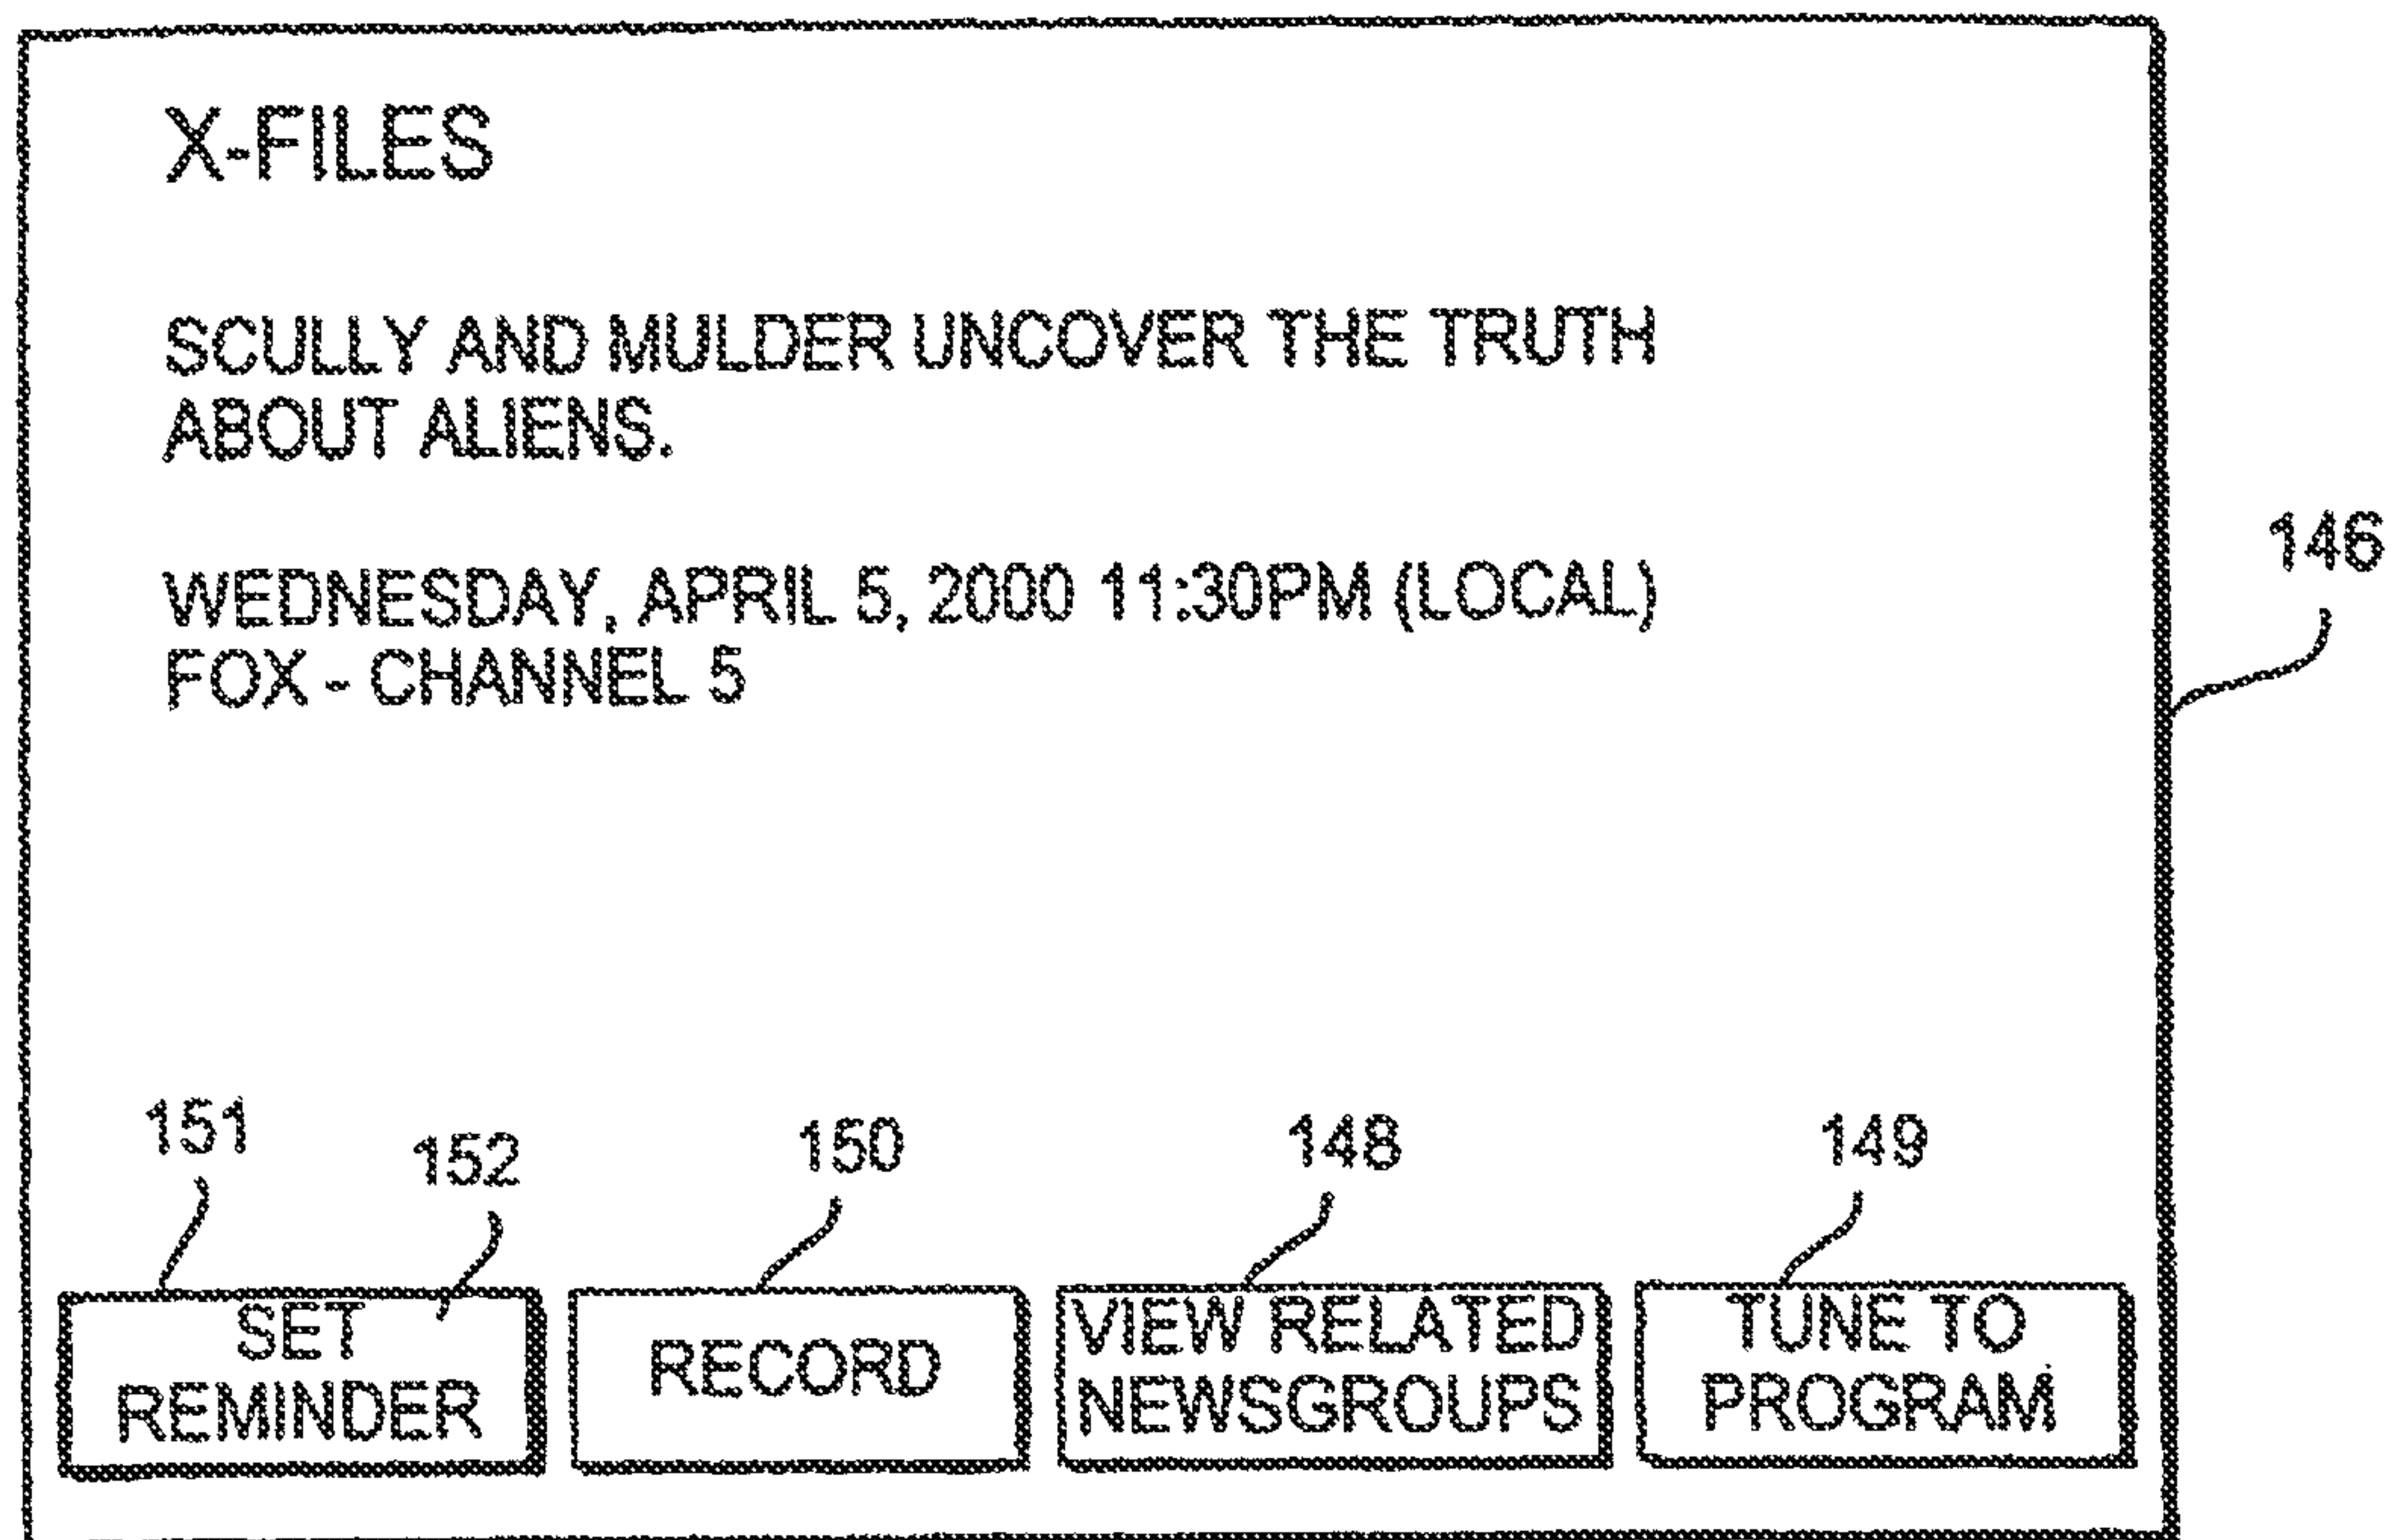 X-FILES
SCULLY AND MULDER UNCOVER THE TRUTH
ABOUT ALIENS.
WEDNESDAY, APRIL 5, 2000 11:30PM (LOCAL)
FOX - CHANNEL 5
146
151
152
150
148
149
SET
REMINDER
RECORD
VIEW RELATED
NEWSGROUPS
TUNE TO
PROGRAM